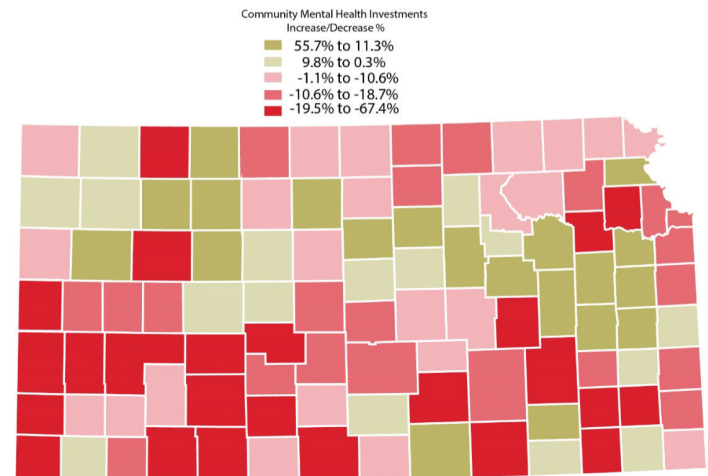 Community Mental Health Investments
Increase/Decrease %
55.7% to 11.3%
9.8% to 0.3%
-1.1% to -10.6%
-10.6% to -18.7%
-19.5% to -67.4%